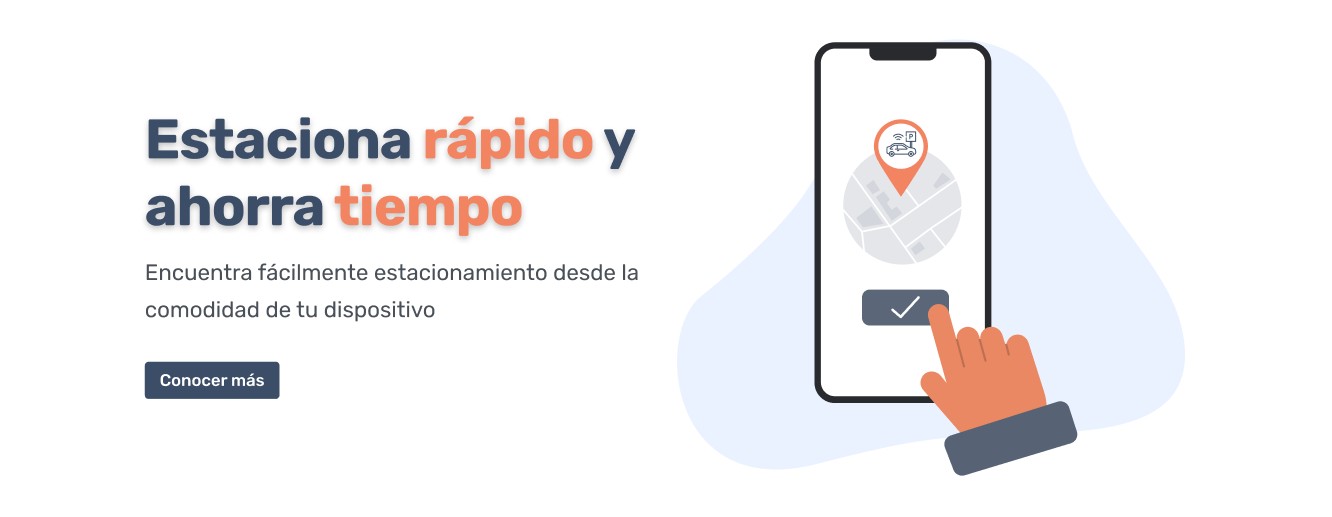 Estaciona rápido y
ahorra tiempo
Encuentra fácilmente estacionamiento desde la
comodidad de tu dispositivo
Conocer más
P